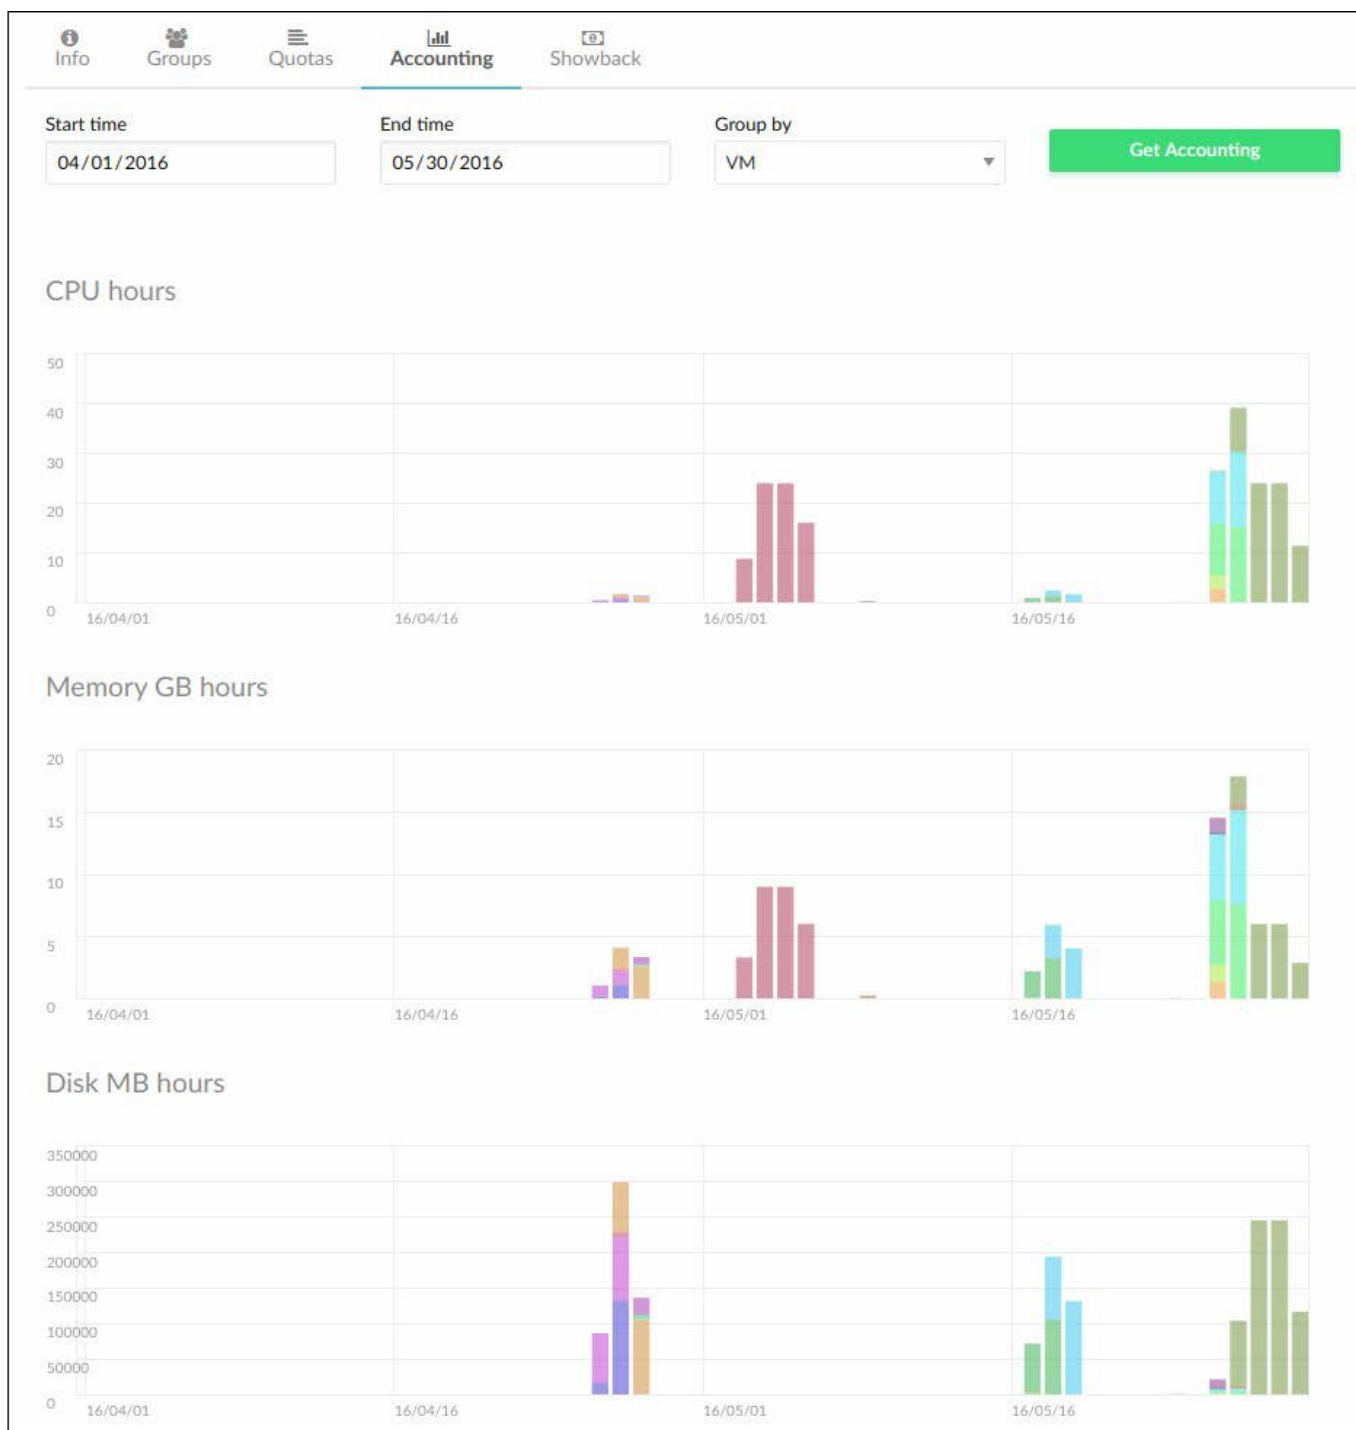 Info Groups Quotas Accounting Showback
Start time End time Group by
04/01/2016 05/30/2016 VM Get Accounting
CPU hours
50
40
30
20
10
0
16/04/01 16/04/16 16/05/01 16/05/16
Memory GB hours
20
15
10
5
0
16/04/01 16/04/16 16/05/01 16/05/16
Disk MB hours
350000
300000
250000
200000
150000
100000
50000
0
16/04/01 16/04/16 16/05/01 16/05/16